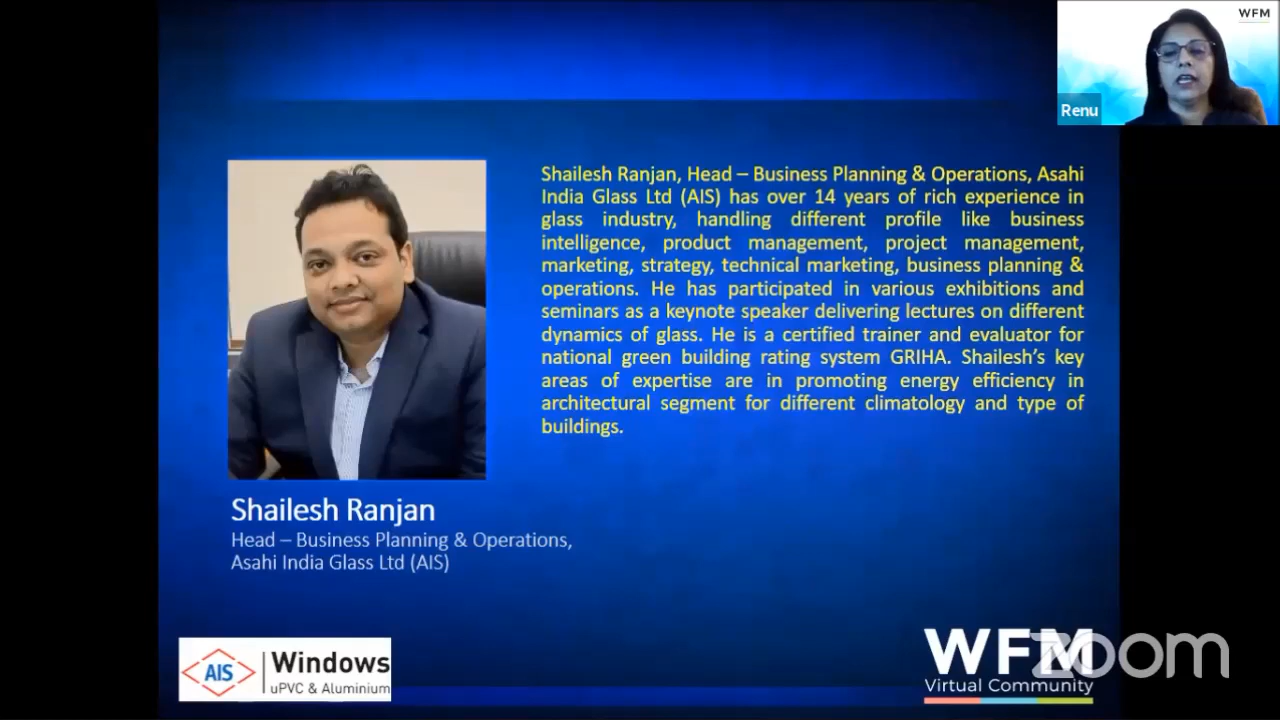 WFM
Renu
Shailesh Ranjan, Head – Business Planning & Operations, Asahi
India Glass Ltd (AIS) has over 14 years of rich experience in
glass industry, handling different profile like business
intelligence, product management, project management,
marketing, strategy, technical marketing, business planning &
operations. He has participated in various exhibitions and
seminars as a keynote speaker delivering lectures on different
dynamics of glass. He is a certified trainer and evaluator for
national green building rating system GRIHA. Shailesh’s key
areas of expertise are in promoting energy efficiency in
architectural segment for different climatology and type of
buildings.
Shailesh Ranjan
Head – Business Planning & Operations,
Asahi India Glass Ltd (AIS)
AIS
Windows
uPVC & Aluminium
WFM
Virtual Community
zoom